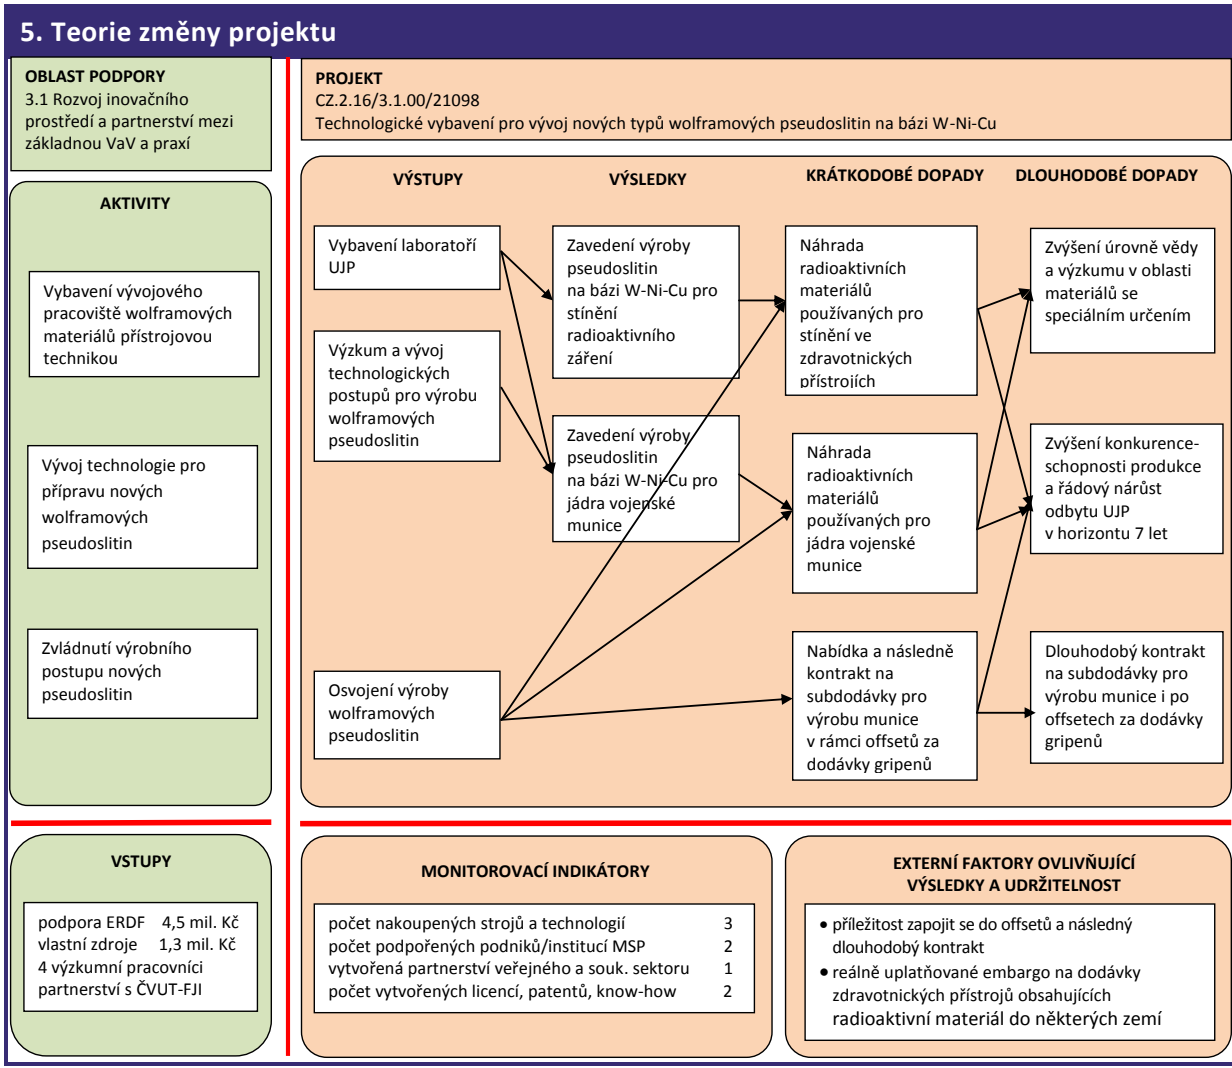 5. Teorie změny projektu
OBLAST PODPORY
3.1 Rozvoj inovačního
prostředí a partnerství mezi
základnou VaV a praxí
PROJEKT
CZ.2.16/3.1.00/21098
Technologické vybavení pro vývoj nových typů wolframových pseudoslitin na bázi W-Ni-Cu
AKTIVITY
Vybavení vývojového
pracoviště wolframových
materiálů přístrojovou
technikou
Vývoj technologie pro
přípravu nových
wolframových
pseudoslitin
Zvládnutí výrobního
postupu nových
pseudoslitin
VÝSTUPY
Vybavení laboratoří
UJP
Výzkum a vývoj
technologických
postupů pro výrobu
wolframových
pseudoslitin
Osvojení výroby
wolframových
pseudoslitin
VÝSLEDKY
Zavedení výroby
pseudoslitin
na bázi W-Ni-Cu pro
stínění
radioaktivního
záření
Zavedení výroby
pseudoslitin
na bázi W-Ni-Cu pro
jádra vojenské
munice
KRÁTKODOBÉ DOPADY
Náhrada
radioaktivních
materiálů
používaných pro
stínění ve
zdravotnických
přístrojích
Náhrada
radioaktivních
materiálů
používaných pro
jádra vojenské
munice
Nabídka a následně
kontrakt na
subdodávky pro
výrobu munice
v rámci offsetů za
dodávky gripenů
DLOUHODOBÉ DOPADY
Zvýšení úrovně vědy
a výzkumu v oblasti
materiálů se
speciálním určením
Zvýšení konkurence-
schopnosti produkce
a řádový nárůst
odbytu UJP
v horizontu 7 let
Dlouhodobý kontrakt
na subdodávky pro
výrobu munice i po
offsetech za dodávky
gripenů
VSTUPY
podpora ERDF 4,5 mil. Kč
vlastní zdroje 1,3 mil. Kč
4 výzkumní pracovníci
partnerství s ČVUT-FJI
MONITOROVACÍ INDIKÁTORY
počet nakoupených strojů a technologií 3
počet podpořených podniků/institucí MSP 2
vytvořená partnerství veřejného a souk. sektoru 1
počet vytvořených licencí, patentů, know-how 2
EXTERNÍ FAKTORY OVLIVŇUJÍCÍ
VÝSLEDKY A UDRŽITELNOST
• příležitost zapojit se do offsetů a následný
dlouhodobý kontrakt
• reálně uplatňované embargo na dodávky
zdravotnických přístrojů obsahujících
radioaktivní materiál do některých zemí